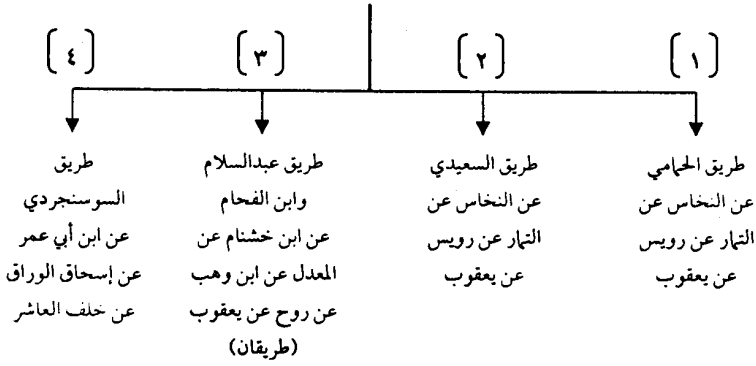 [١]
طريق الحمامي
عن النخاس عن
التمار عن رويس
عن يعقوب
[٢]
طريق السعيدي
عن النخاس عن
التمار عن رويس
عن يعقوب
[٣]
طريق عبدالسلام
وابن الفحام
عن ابن خشنام عن
المعدل عن ابن وهب
عن روح عن يعقوب
(طريقان)
[٤]
طريق
السوسنجردي
عن ابن أبي عمر
عن إسحاق الوراق
عن خلف العاشر